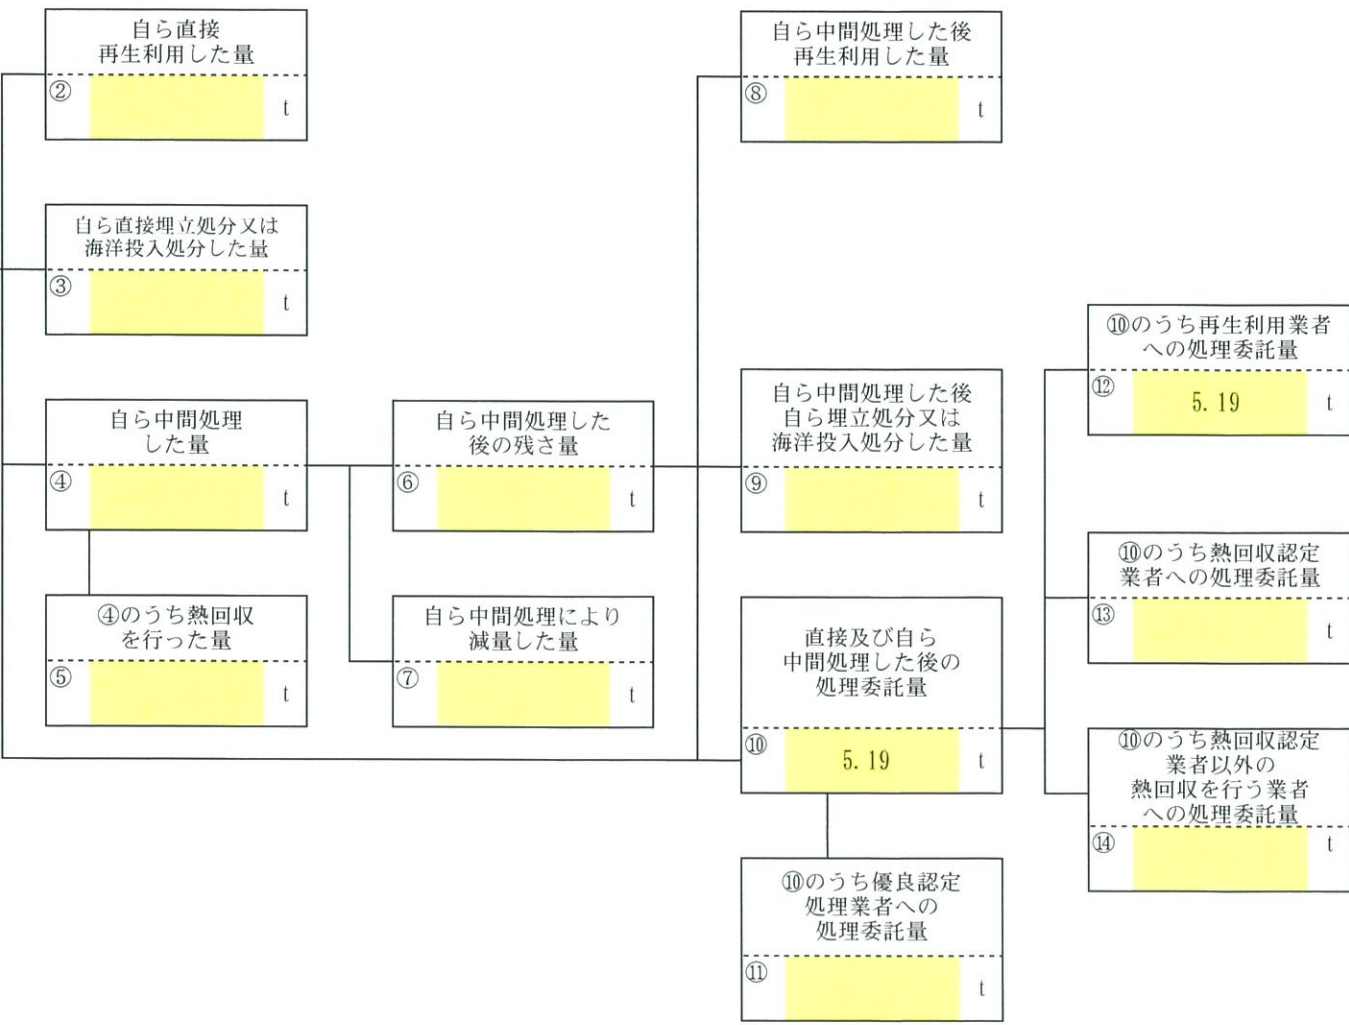 自ら直接
再生利用した量
②
t
自ら直接埋立処分又は
海洋投入処分した量
③
t
自ら中間処理
した量
④
t
④のうち熱回収
を行った量
⑤
t
自ら中間処理した
後の残さ量
⑥
t
自ら中間処理により
減量した量
⑦
t
自ら中間処理した後
再生利用した量
⑧
t
自ら中間処理した後
自ら埋立処分又は
海洋投入処分した量
⑨
t
直接及び自ら
中間処理した後の
処理委託量
⑩
5.19 t
⑩のうち優良認定
処理業者への
処理委託量
⑪
t
⑩のうち再生利用業者
への処理委託量
⑫
5.19 t
⑩のうち熱回収認定
業者への処理委託量
⑬
t
⑩のうち熱回収認定
業者以外の
熱回収を行う業者
への処理委託量
⑭
t